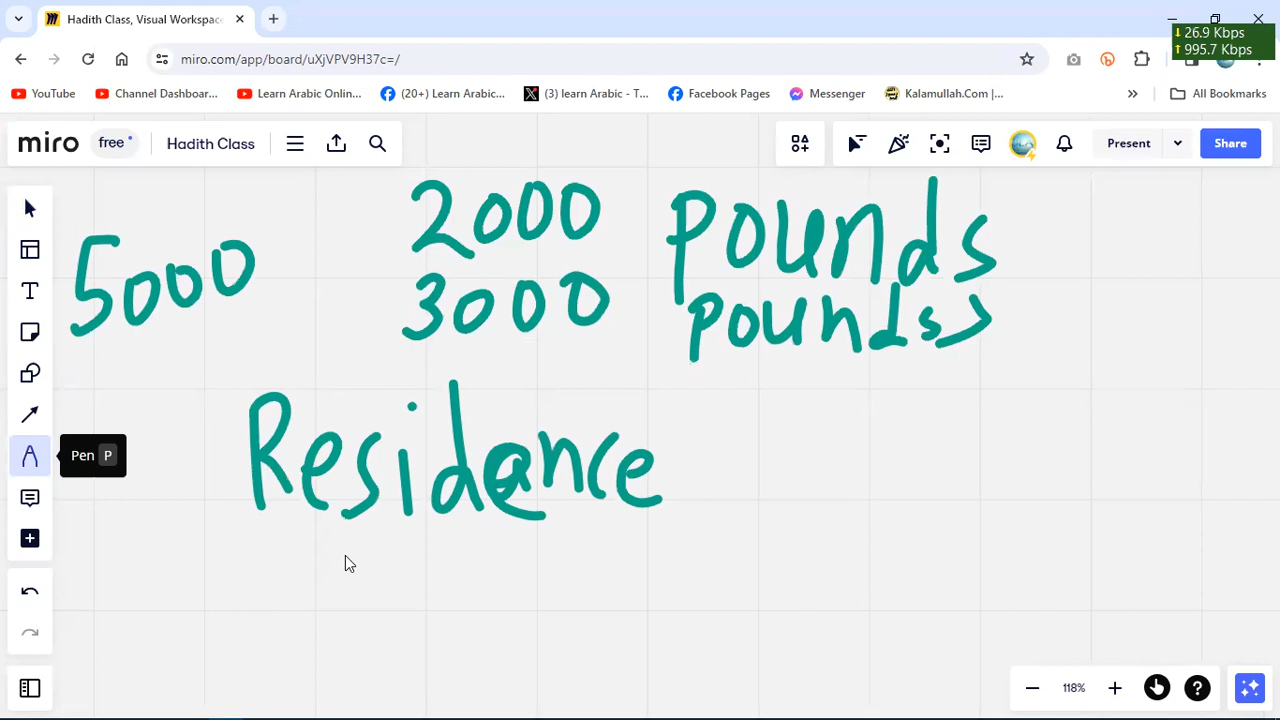 Hadith Class, Visual Workspac
26.9 Kbps
995.7 Kbps
miro.com/app/board/uXjVPV9H37c=/
YouTube
Channel Dashboar...
Learn Arabic Onlin...
(20+) Learn Arabic...
(3) learn Arabic - T...
Facebook Pages
Messenger
Kalamullah.Com |...
All Bookmarks
miro
free
Hadith Class
Present
Share
2000 pounds
5000
3000 pounds
Residence
Pen P
118%